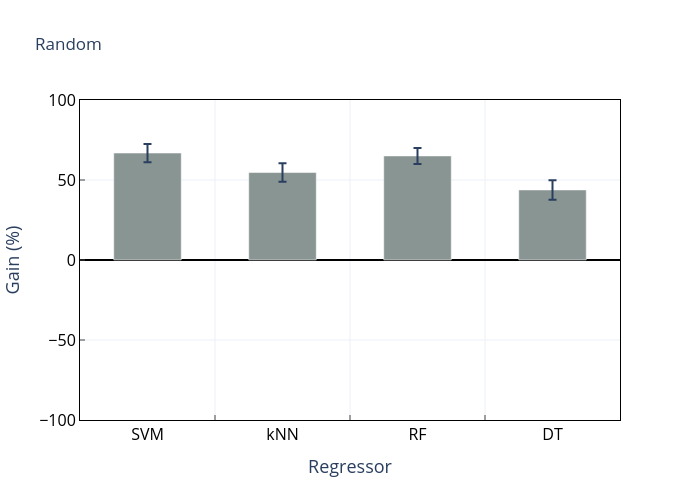 Random
100
50
0
−50
−100
Gain (%)
SVM kNN RF DT
Regressor